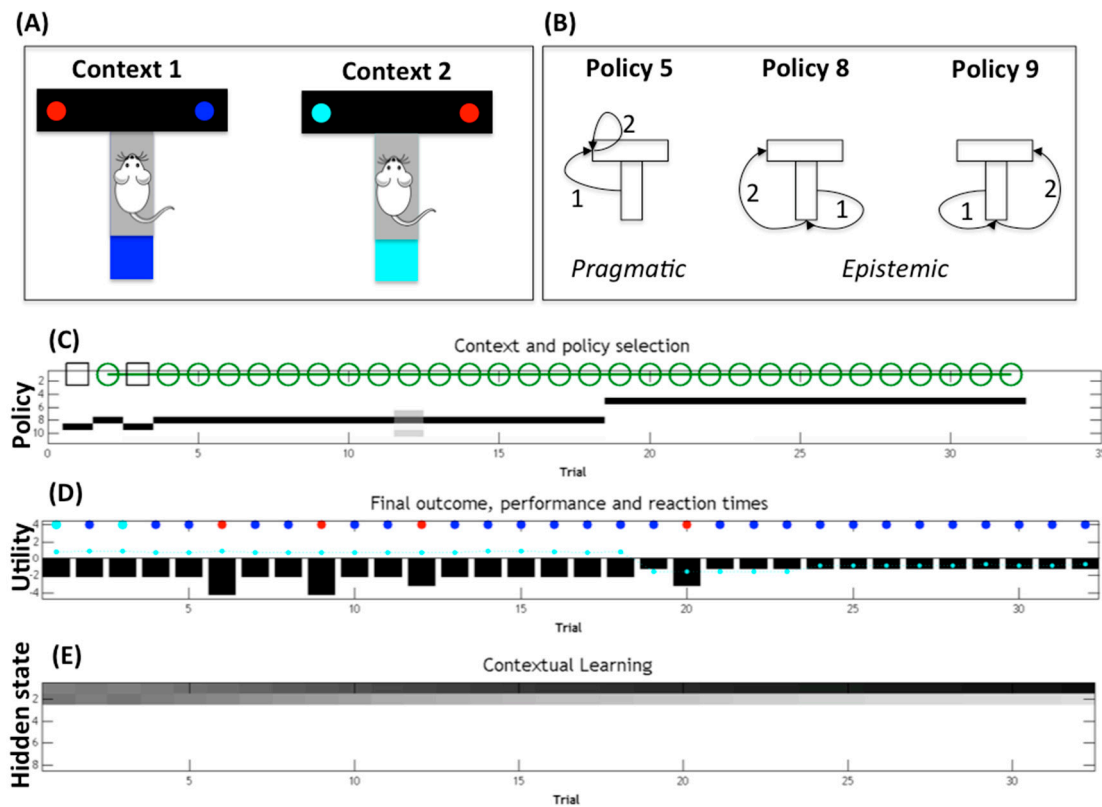 (A)
Context 1
Context 2
(B)
Policy 5
Policy 8
Policy 9
2
1
2
1
1
2
Pragmatic
Epistemic
(C)
Context and policy selection
Policy
2
4
6
8
10
0
5
10
15
20
25
30
35
Trial
(D)
Final outcome, performance and reaction times
Utility
4
2
0
-2
-4
5
10
15
20
25
30
Trial
(E)
Contextual Learning
Hidden state
2
4
6
8
5
10
15
20
25
30
Trial